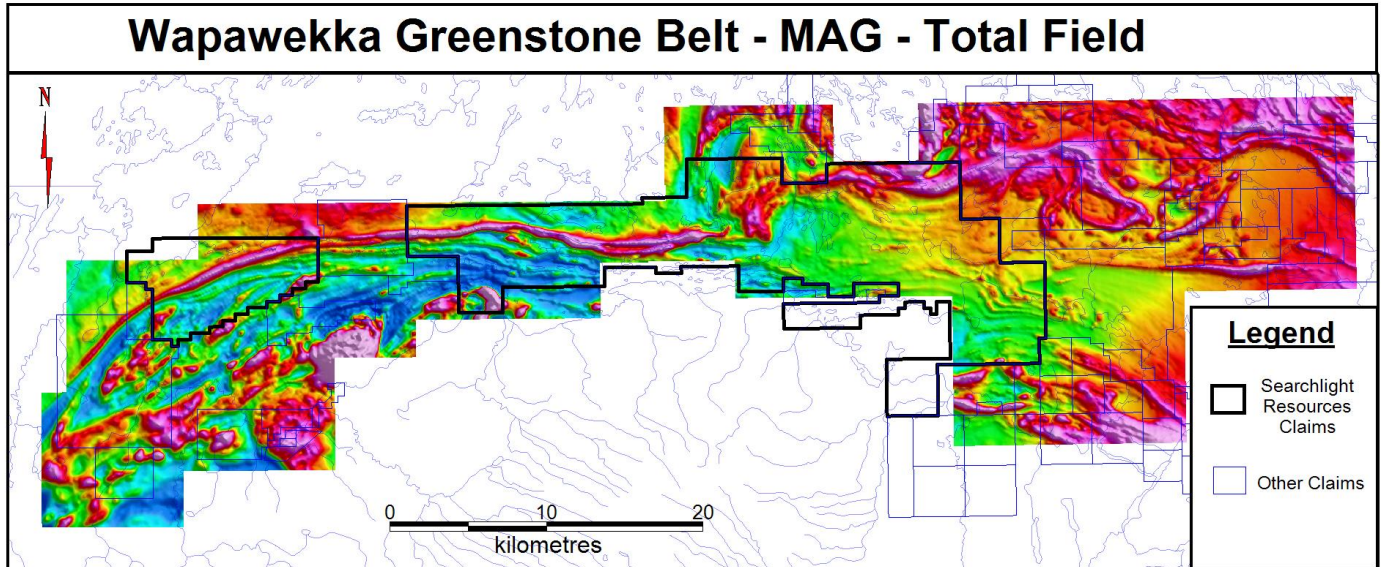 Wapawekka Greenstone Belt - MAG - Total Field
N
Legend
Searchlight
Resources
Claims
Other Claims
0 10 20
kilometres